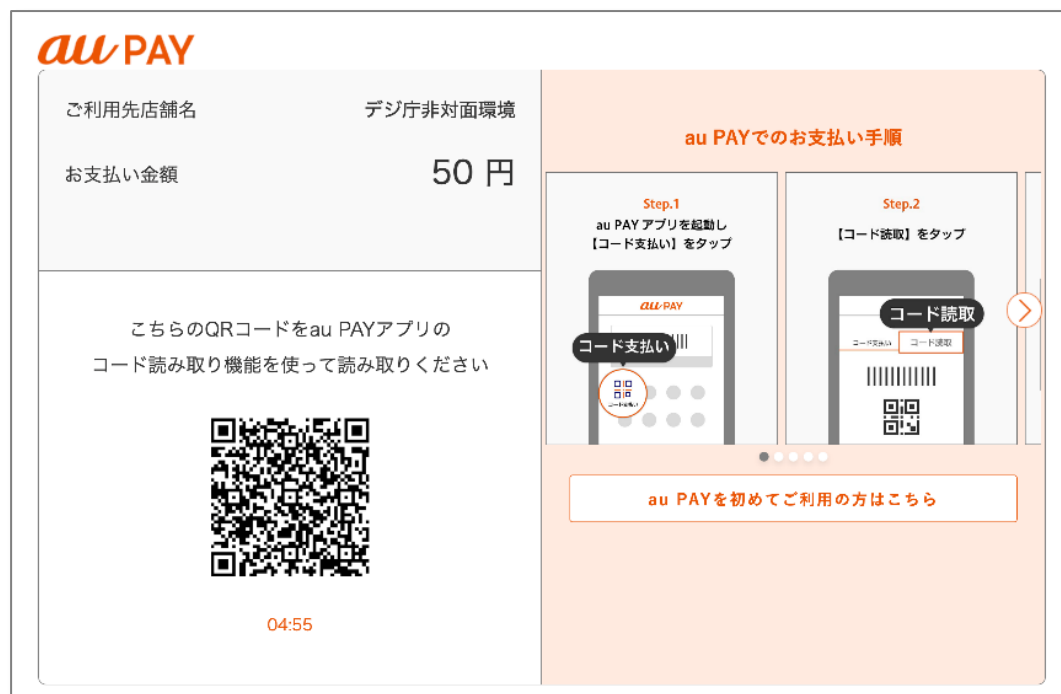 au PAY
ご利用先店舗名
デジ庁非対面環境
お支払い金額
50 円
こちらのQRコードをau PAYアプリの
コード読み取り機能を使って読み取りください
04:55
au PAYでのお支払い手順
Step.1
au PAY アプリを起動し
【コード支払い】をタップ
au PAY
コード支払い
コード支払い
Step.2
【コード読取】をタップ
コード読取
コード支払い
コード読取
au PAYを初めてご利用の方はこちら